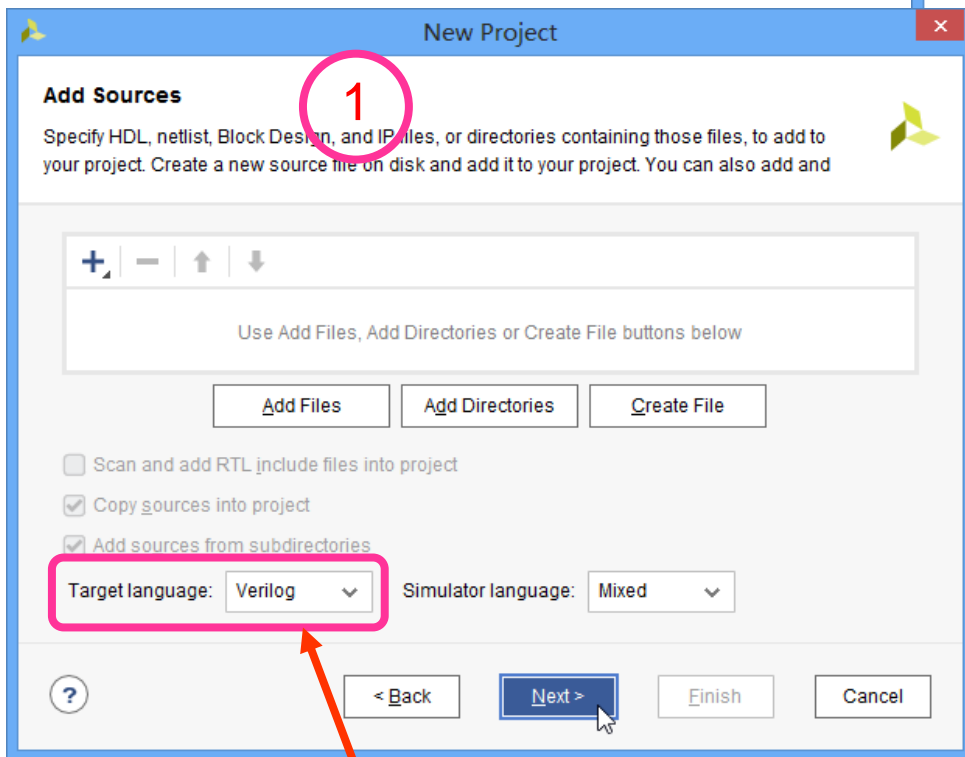 New Project
Add Sources
1
Specify HDL, netlist, Block Design, and IP files, or directories containing those files, to add to
your project. Create a new source file on disk and add it to your project. You can also add and
Use Add Files, Add Directories or Create File buttons below
Add Files Add Directories Create File
Scan and add RTL include files into project
Copy sources into project
Add sources from subdirectories
Target language: Verilog Simulator language: Mixed
? < Back Next > Finish Cancel